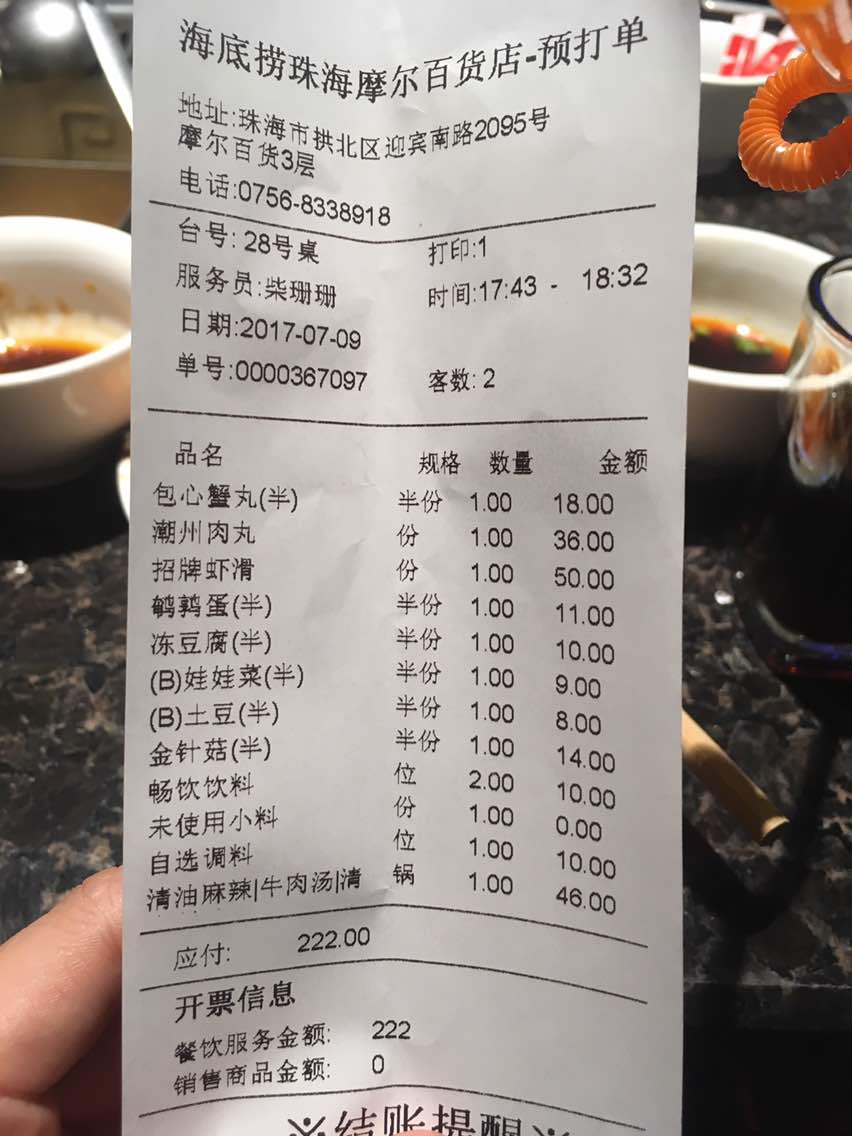 海底捞珠海摩尔百货店-预打单
地址:珠海市拱北区迎宾南路2095号
摩尔百货3层
电话:0756-8338918
台号: 28号桌 打印:1
服务员:柴珊珊 时间:17:43 - 18:32
日期:2017-07-09
单号:0000367097 客数: 2
品名 规格 数量 金额
包心蟹丸(半) 半份 1.00 18.00
潮州肉丸 份 1.00 36.00
招牌虾滑 份 1.00 50.00
鹌鹑蛋(半) 半份 1.00 11.00
冻豆腐(半) 半份 1.00 10.00
(B)娃娃菜(半) 半份 1.00 9.00
(B)土豆(半) 半份 1.00 8.00
金针菇(半) 半份 1.00 14.00
畅饮饮料 位 2.00 10.00
未使用小料 份 1.00 0.00
自选调料 位 1.00 10.00
清油麻辣|牛肉汤|清 锅 1.00 46.00
应付: 222.00
开票信息
餐饮服务金额: 222
销售商品金额: 0
※结账提醒※